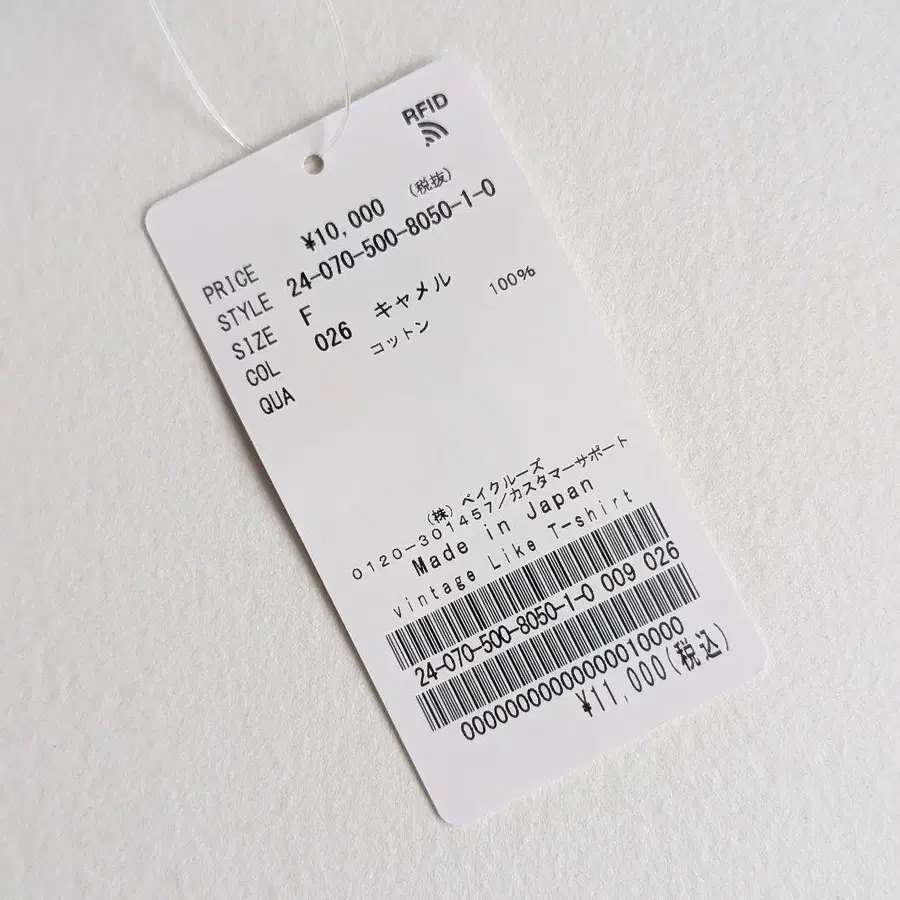 RFID
PRICE ¥10,000 (税抜)
STYLE 24-070-500-8050-1-0
SIZE F
COL 026 キャメル
QUA コットン 100%
(株) ベイクルーズ
0120-301457/カスタマーサポート
Made in Japan
Vintage Like T-shirt
24-070-500-8050-1-0 009 026
0000000000000010000
¥11,000(税込)